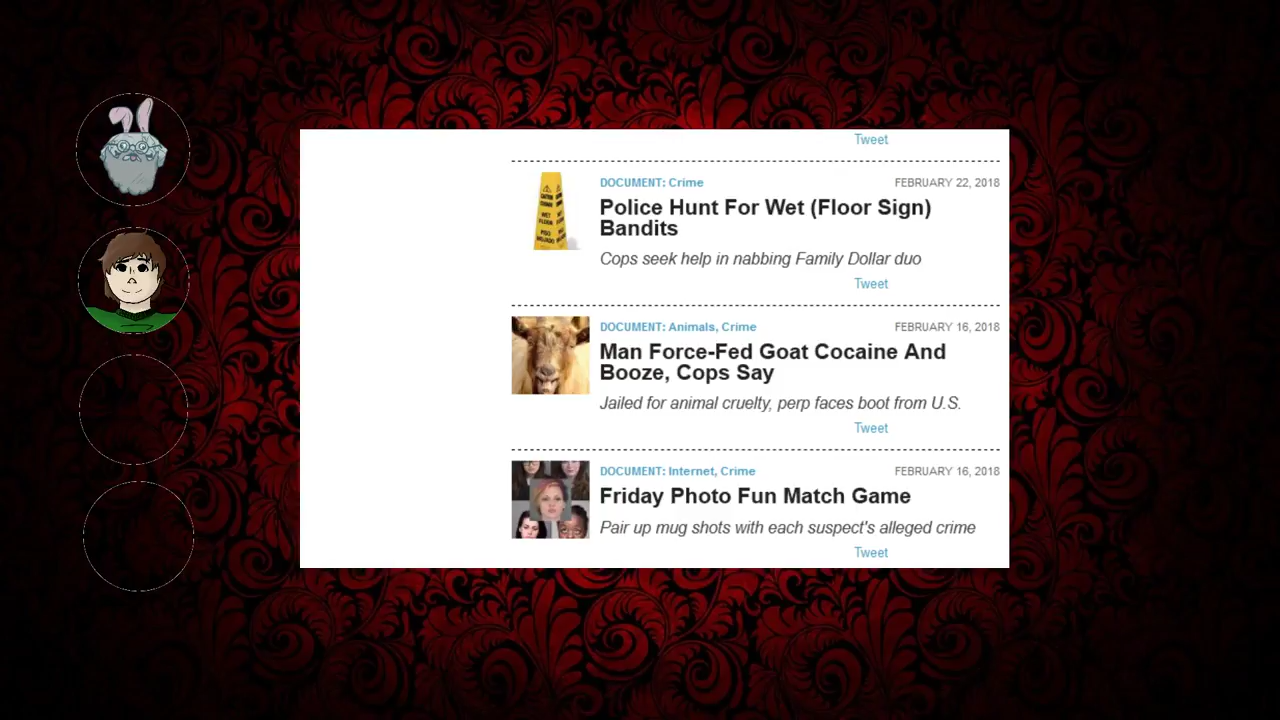 Tweet
DOCUMENT: Crime
FEBRUARY 22, 2018
Police Hunt For Wet (Floor Sign)
Bandits
Cops seek help in nabbing Family Dollar duo
Tweet
DOCUMENT: Animals, Crime
FEBRUARY 16, 2018
Man Force-Fed Goat Cocaine And
Booze, Cops Say
Jailed for animal cruelty, perp faces boot from U.S.
Tweet
DOCUMENT: Internet, Crime
FEBRUARY 16, 2018
Friday Photo Fun Match Game
Pair up mug shots with each suspect's alleged crime
Tweet